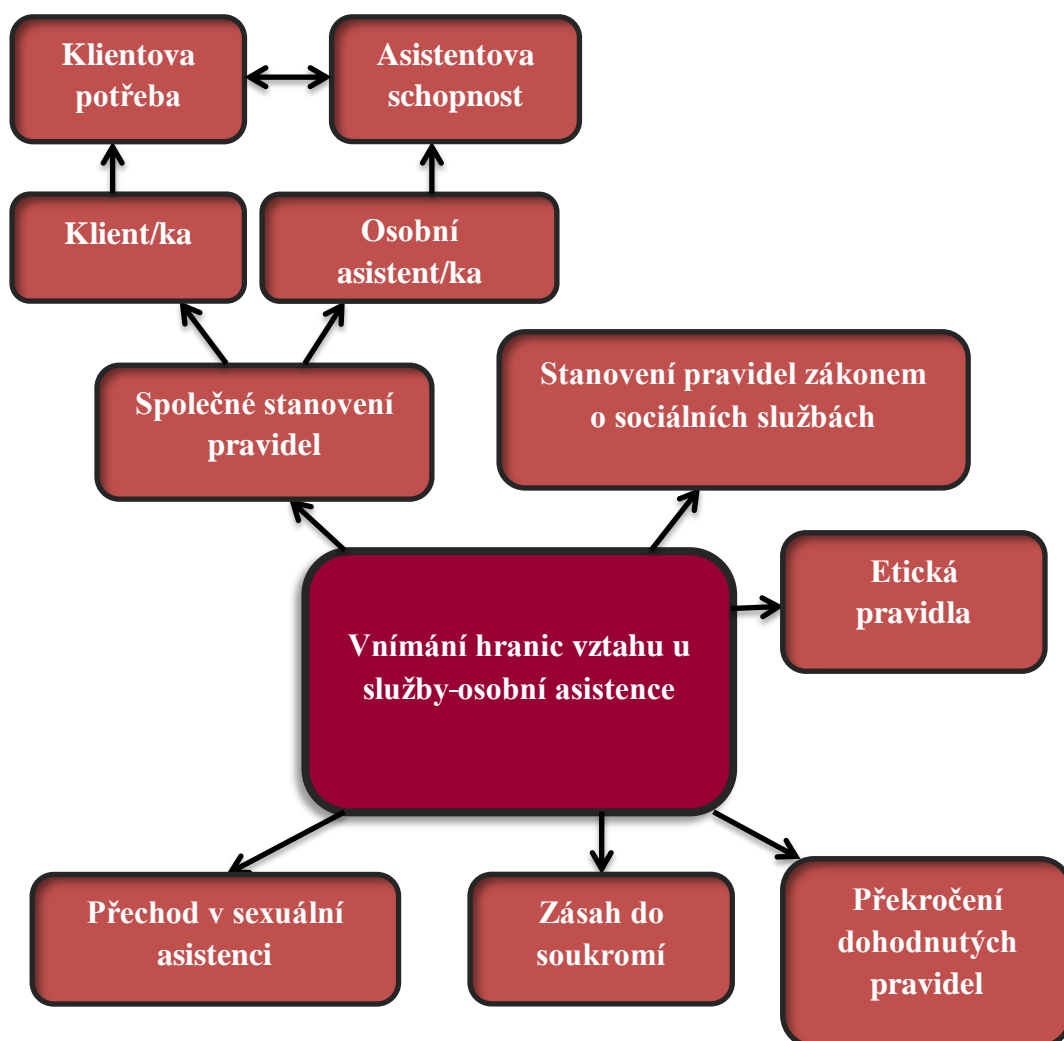 Klientova
potřeba
Asistentova
schopnost
Klient/ka
Osobní
asistent/ka
Společné stanovení
pravidel
Stanovení pravidel zákonem
o sociálních službách
Etická
pravidla
Vnímání hranic vztahu u
služby-osobní asistence
Přechod v sexuální
asistenci
Zásah do
soukromí
Překročení
dohodnutých
pravidel